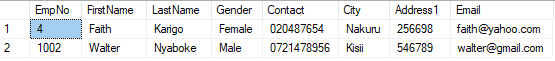 EmpNo FirstName LastName Gender Contact City Address1 Email
1 4 Faith Karigo Female 020487654 Nakuru 256698 faith@yahoo.com
2 1002 Walter Nyaboke Male 0721478956 Kisii 546789 walter@gmail.com